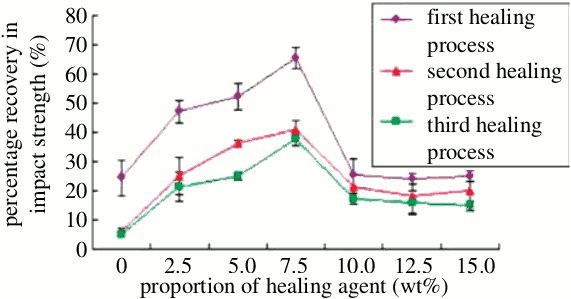 percentage recovery in
impact strength (%)
80
70
60
50
40
30
20
10
0
0 2.5 5.0 7.5 10.0 12.5 15.0
proportion of healing agent (wt%)
first healing
process
second healing
process
third healing
process